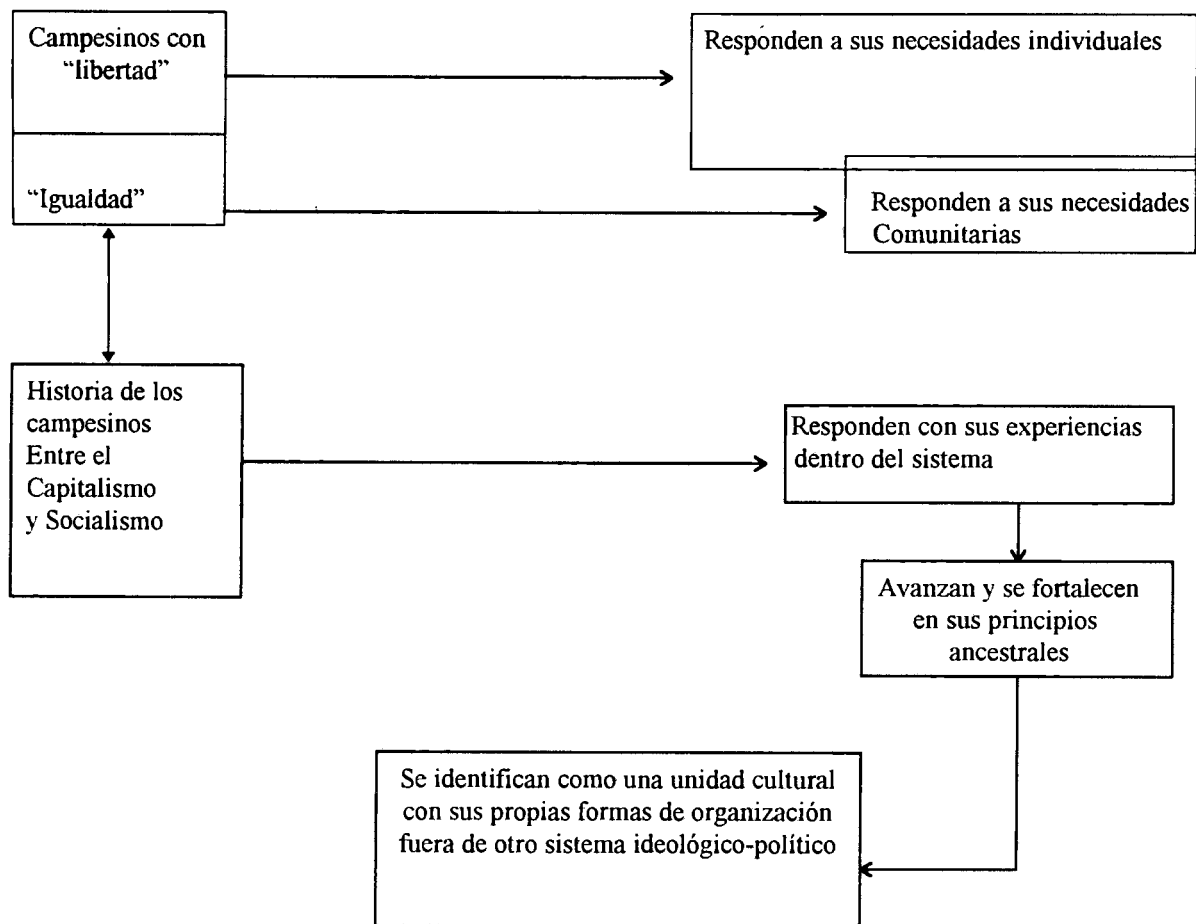 Campesinos con
“libertad”
Responden a sus necesidades individuales
“Igualdad”
Responden a sus necesidades
Comunitarias
Historia de los
campesinos
Entre el
Capitalismo
y Socialismo
Responden con sus experiencias
dentro del sistema
Avanzan y se fortalecen
en sus principios
ancestrales
Se identifican como una unidad cultural
con sus propias formas de organización
fuera de otro sistema ideológico-político